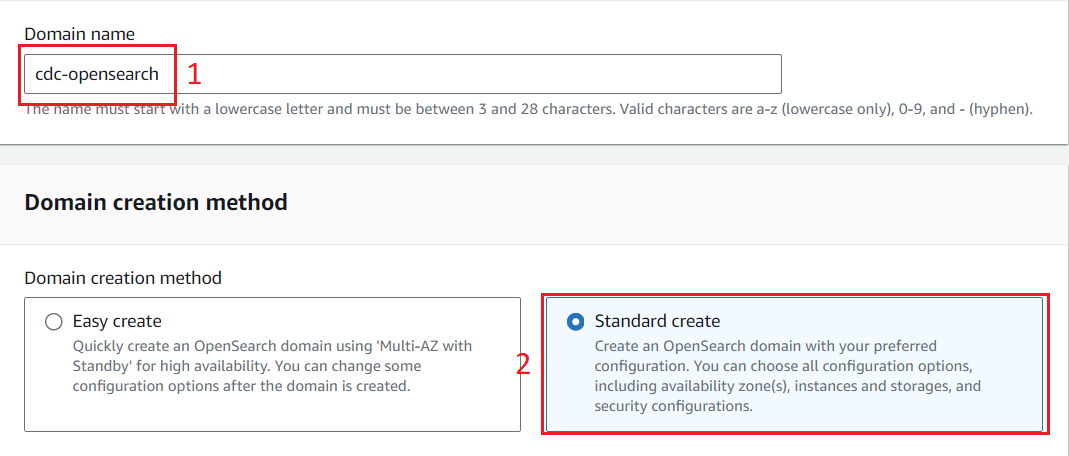 Domain name
cdc-opensearch 1
The name must start with a lowercase letter and must be between 3 and 28 characters. Valid characters are a-z (lowercase only), 0-9, and - (hyphen).
Domain creation method
Domain creation method
Easy create
Quickly create an OpenSearch domain using 'Multi-AZ with
Standby' for high availability. You can change some
configuration options after the domain is created.
2
Standard create
Create an OpenSearch domain with your preferred
configuration. You can choose all configuration options,
including availability zone(s), instances and storages, and
security configurations.